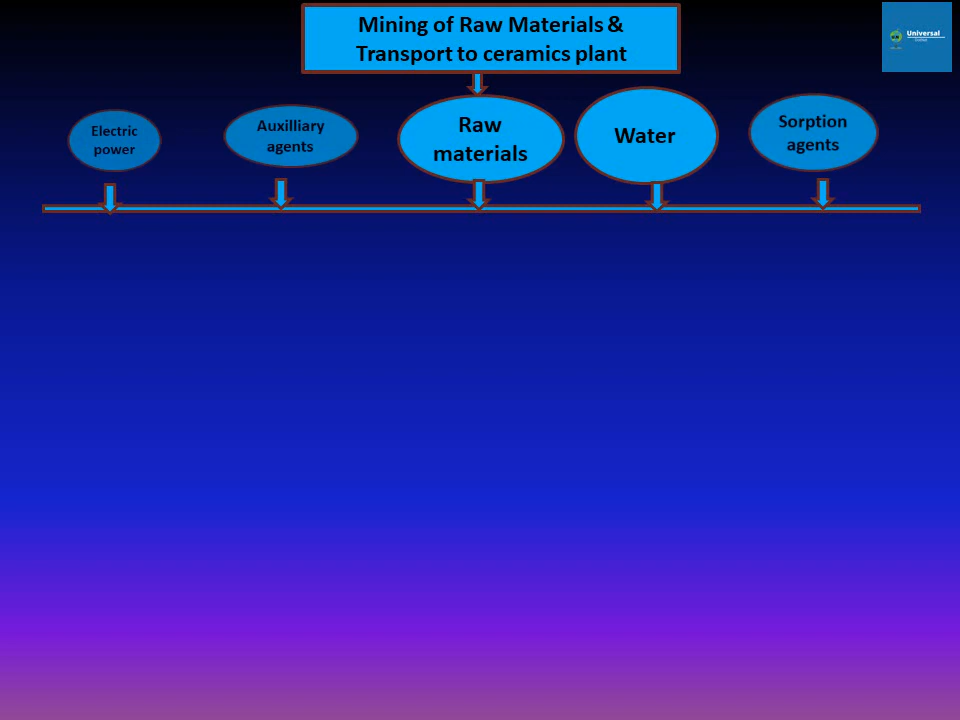 Mining of Raw Materials &
Transport to ceramics plant
Universal
Electric
power
Auxilliary
agents
Raw
materials
Water
Sorption
agents